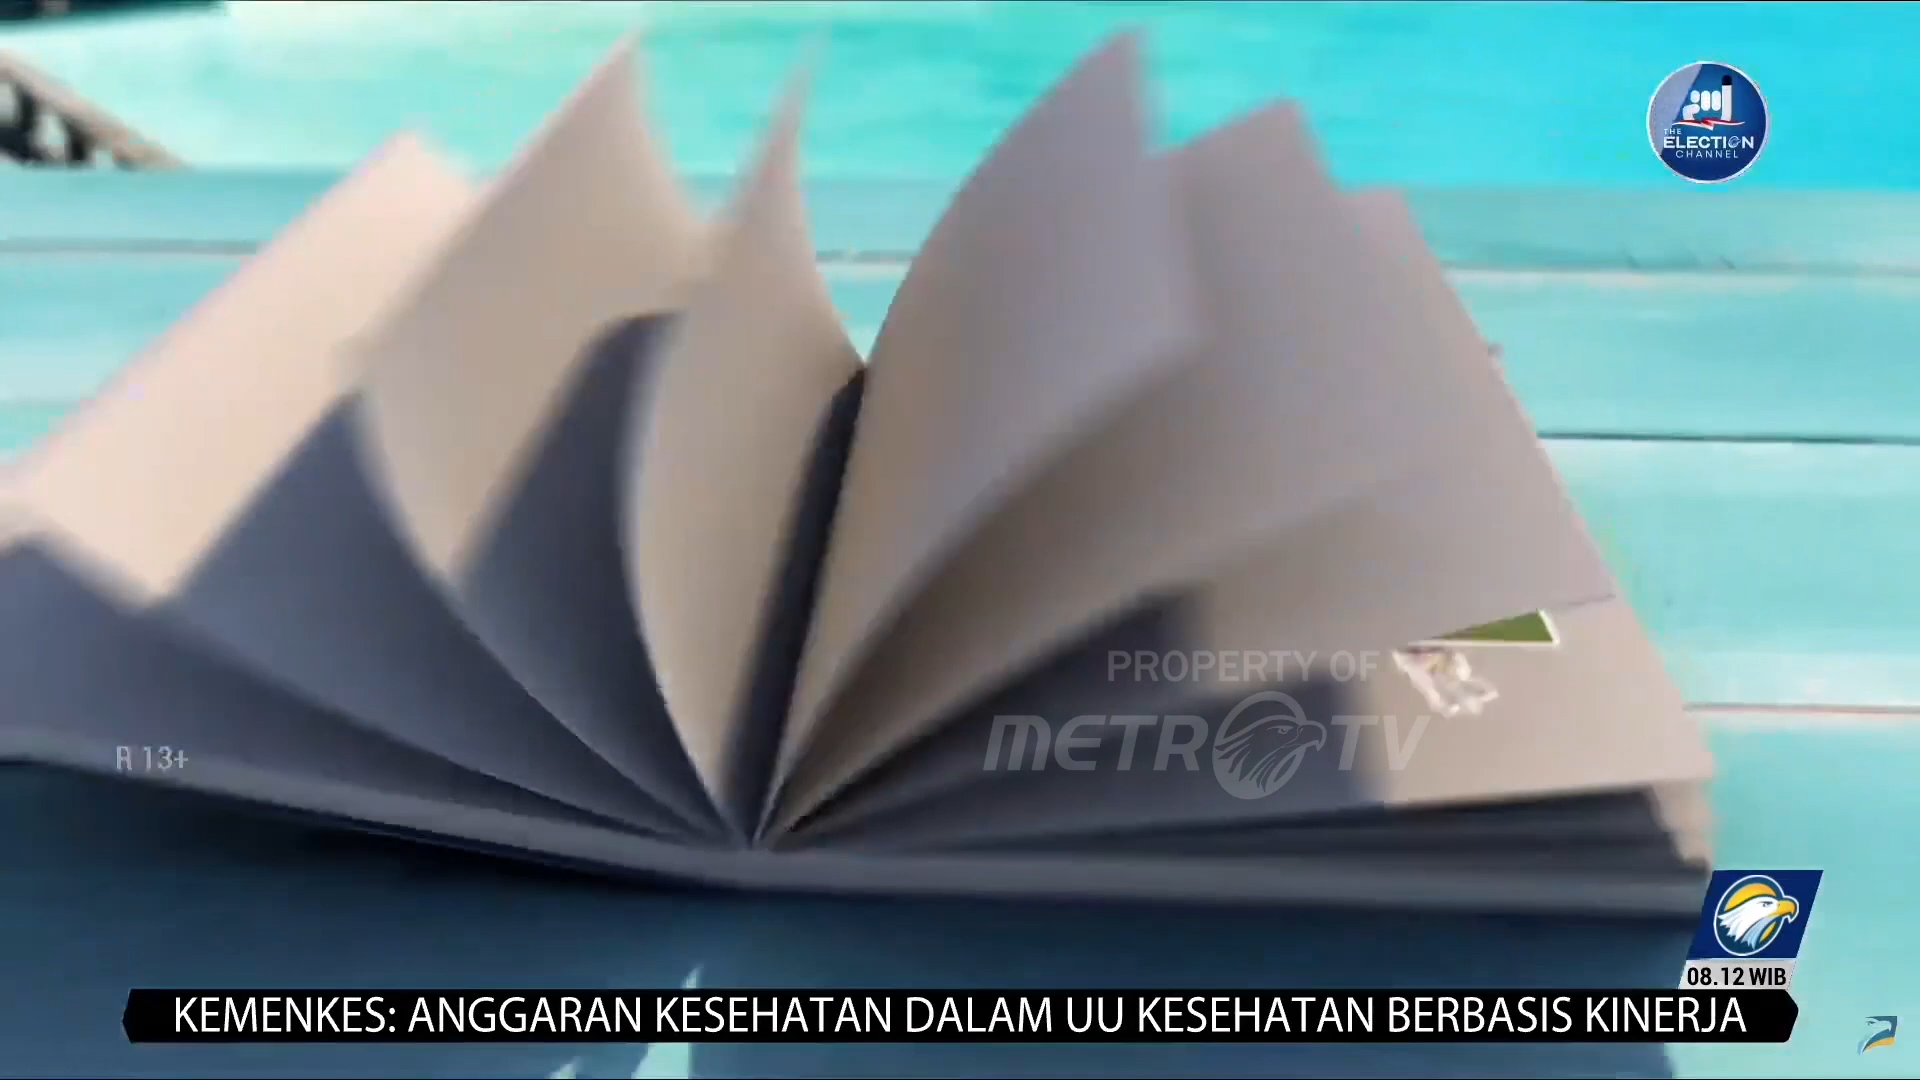 THE
ELECTION
CHANNEL
PROPERTY OF
METRO TV
R 13+
08.12 WIB
KEMENKES: ANGGARAN KESEHATAN DALAM UU KESEHATAN BERBASIS KINERJA